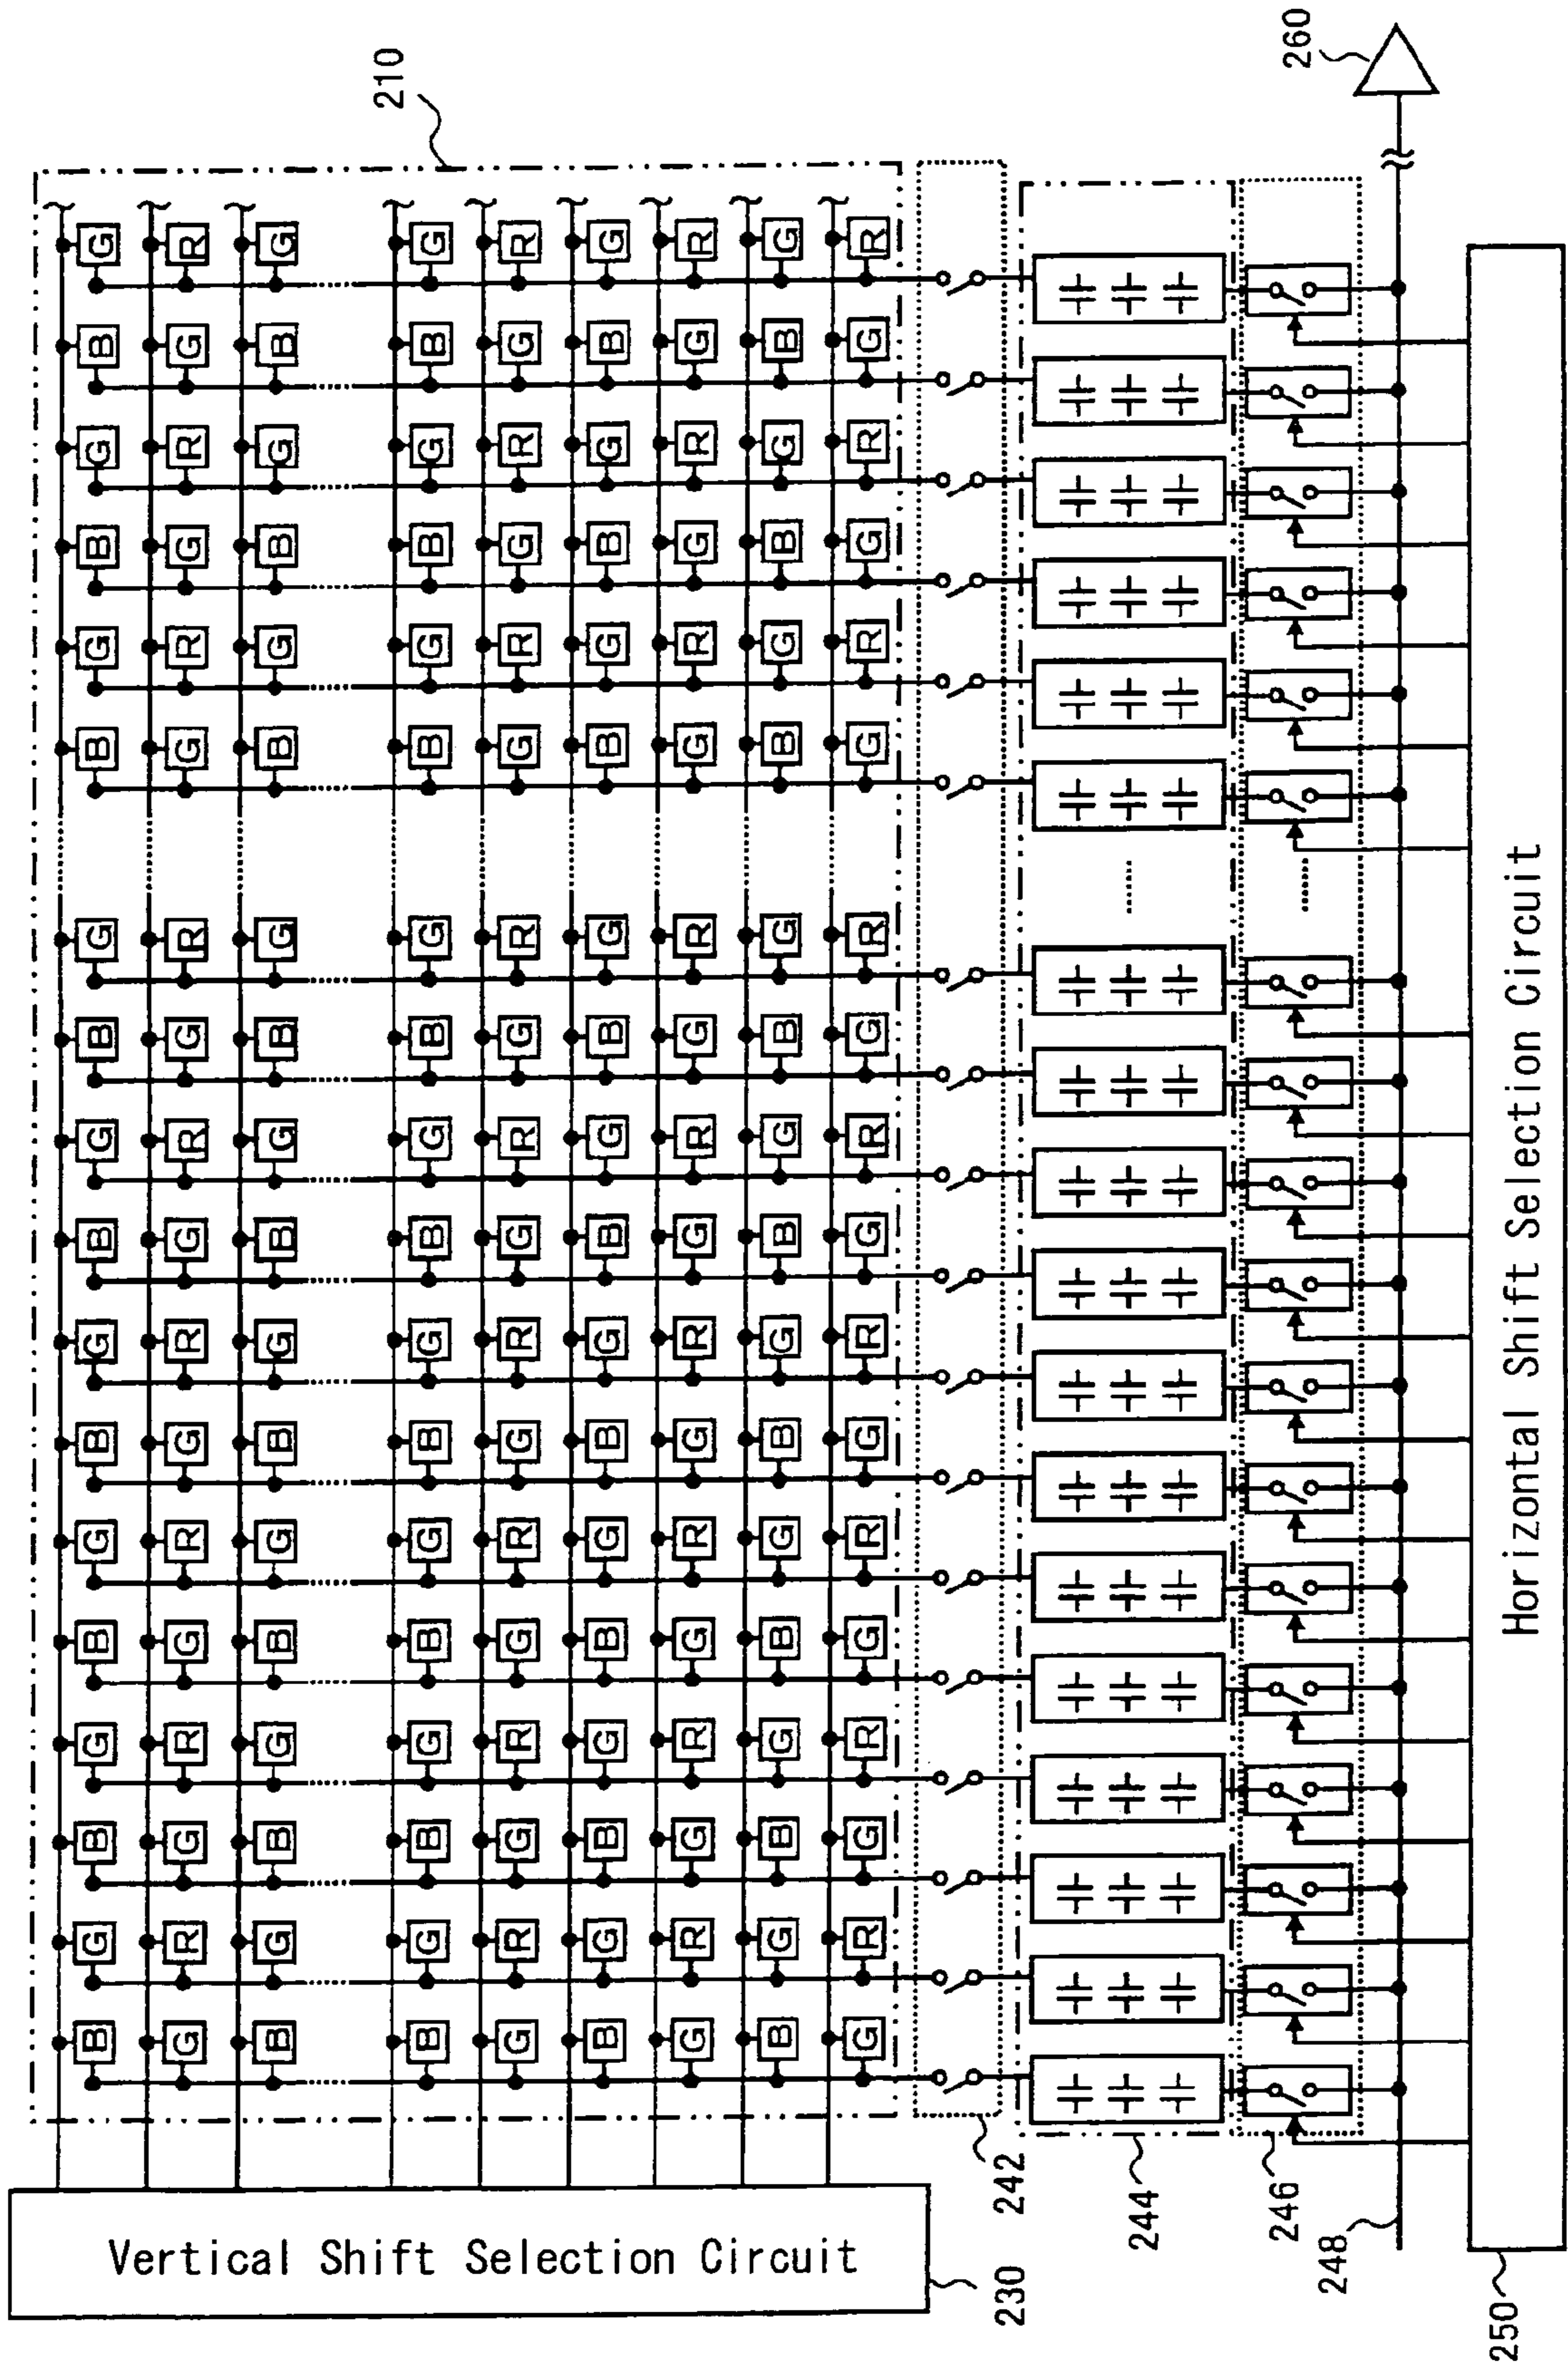 210
B G B G B G B G B G B G B G B G B G
G R G R G R G R G R G R G R G R G R
B G B G B G B G B G B G B G B G B G
B G B G B G B G B G B G B G B G B G
G R G R G R G R G R G R G R G R G R
B G B G B G B G B G B G B G B G B G
G R G R G R G R G R G R G R G R G R
B G B G B G B G B G B G B G B G B G
G R G R G R G R G R G R G R G R G R
Vertical Shift Selection Circuit
230
242
244
246
248
260
Horizontal Shift Selection Circuit
250